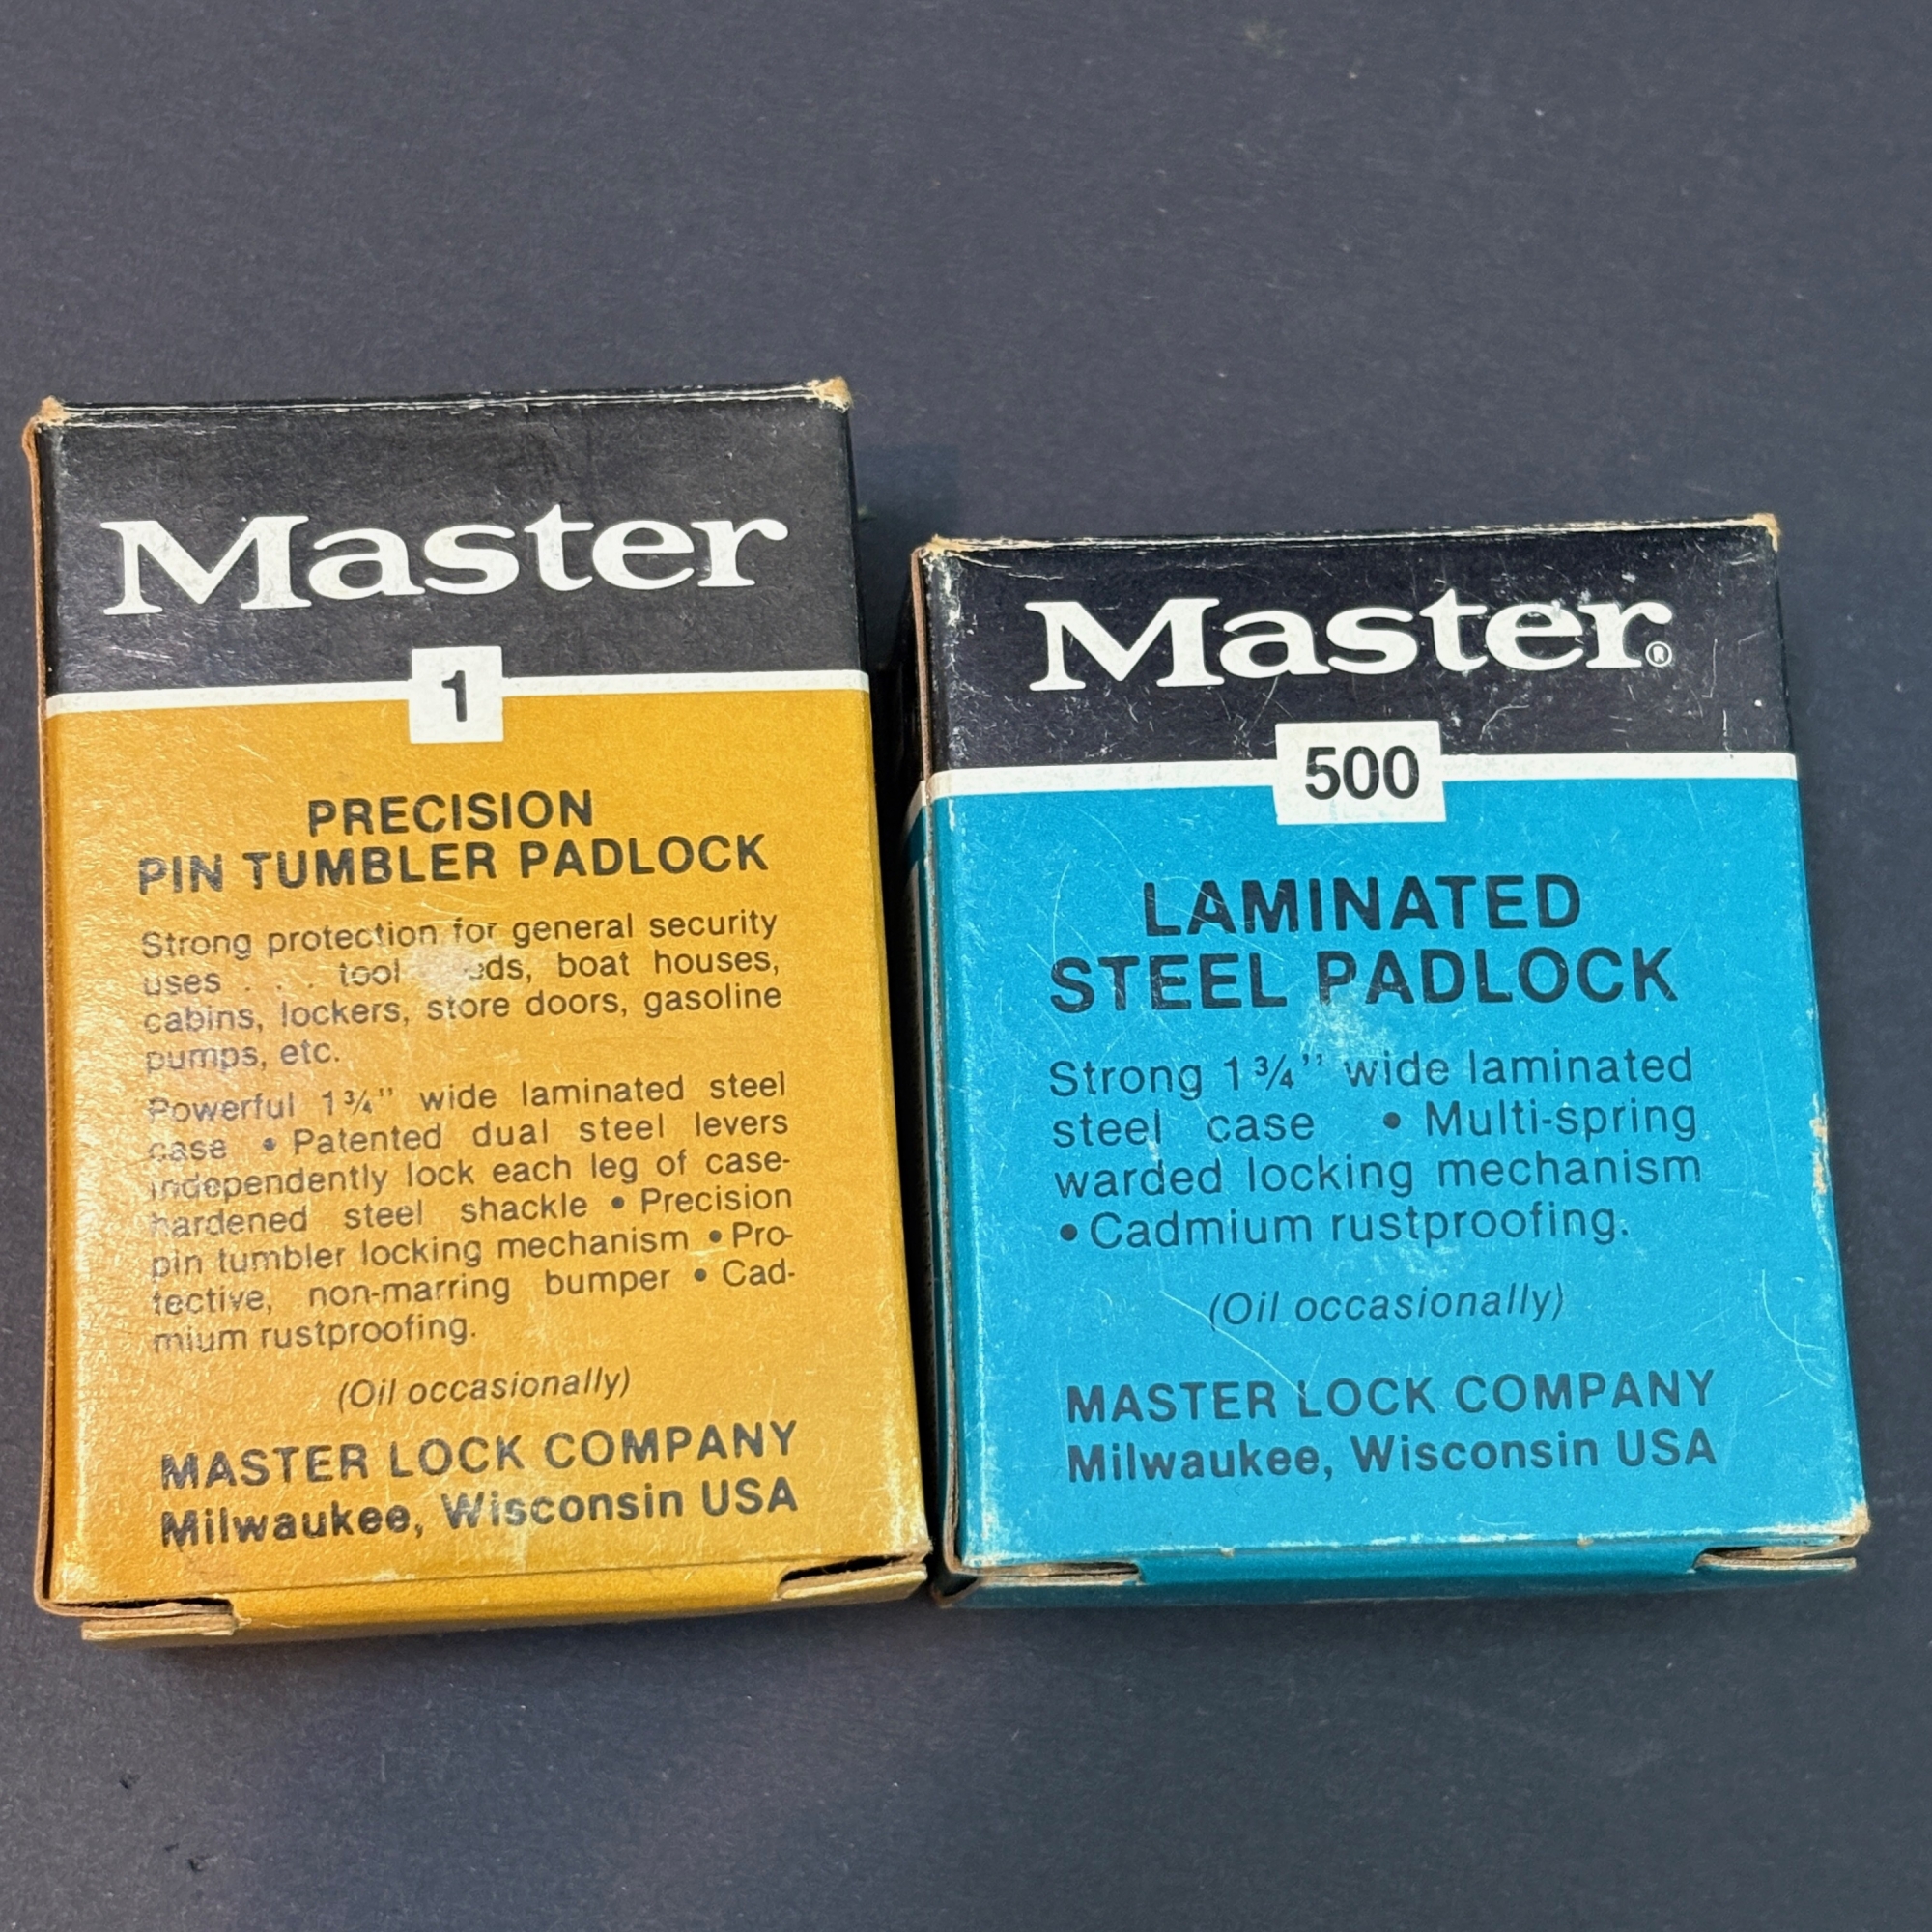 Master
1
PRECISION
PIN TUMBLER PADLOCK
Strong protection for general security
uses . . . tool eds, boat houses,
cabins, lockers, store doors, gasoline
pumps, etc.
Powerful 1¾" wide laminated steel
case • Patented dual steel levers
independently lock each leg of case-
hardened steel shackle • Precision
pin tumbler locking mechanism • Pro-
tective, non-marring bumper • Cad-
mium rustproofing.
(Oil occasionally)
MASTER LOCK COMPANY
Milwaukee, Wisconsin USA
Master®
500
LAMINATED
STEEL PADLOCK
Strong 1¾" wide laminated
steel case • Multi-spring
warded locking mechanism
• Cadmium rustproofing.
(Oil occasionally)
MASTER LOCK COMPANY
Milwaukee, Wisconsin USA